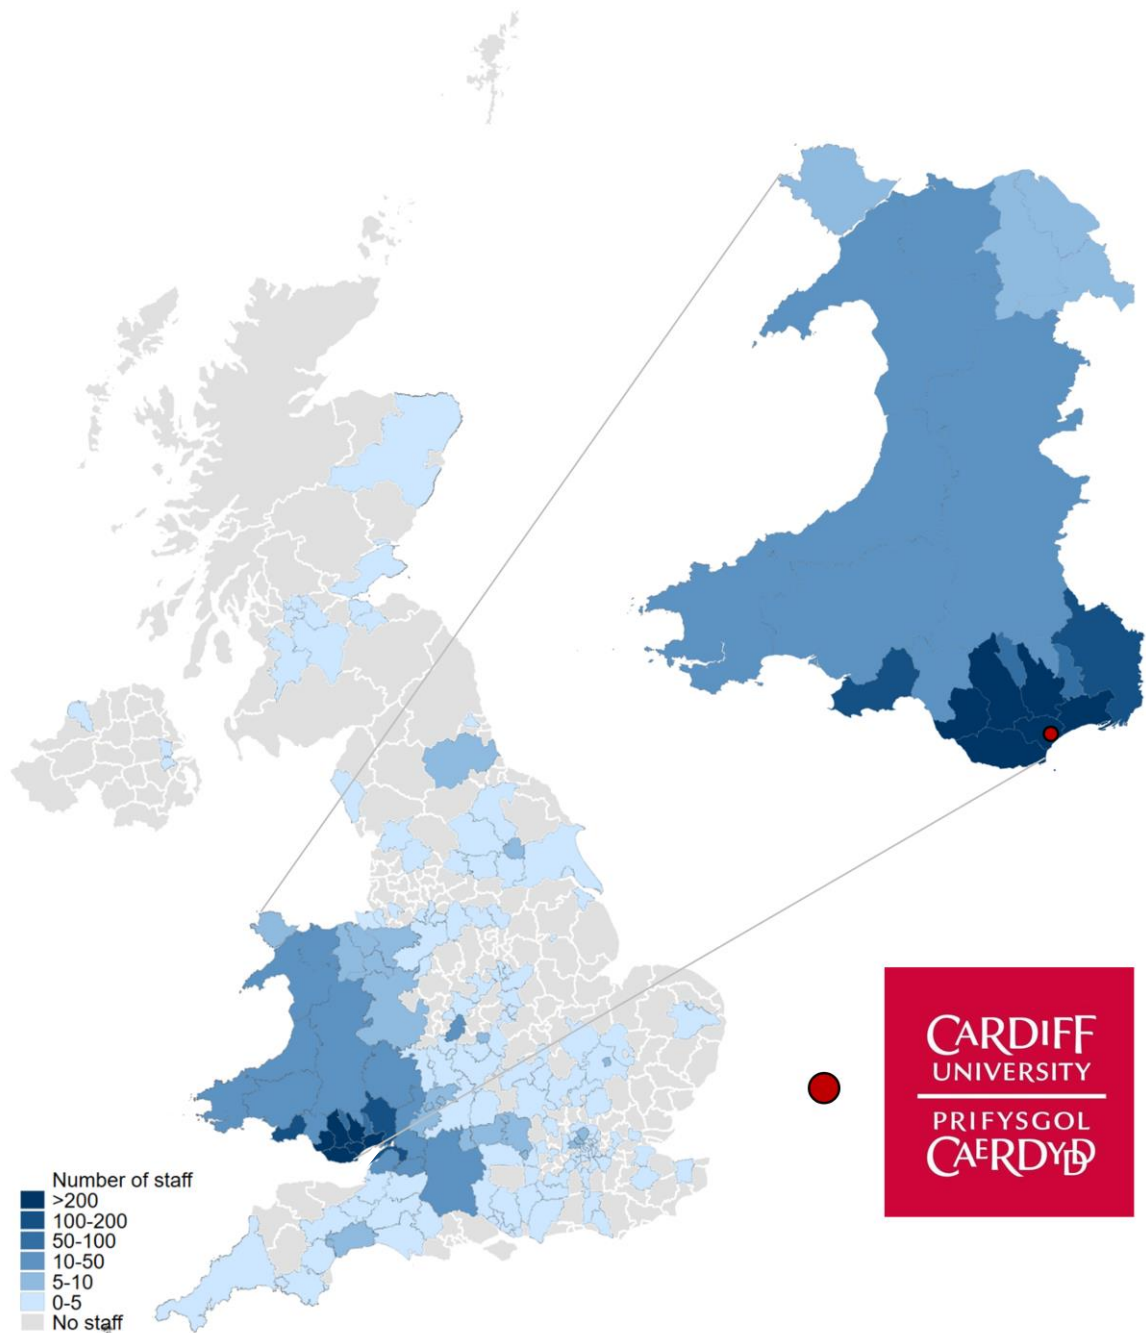 CARDIFF
UNIVERSITY
PRIFYSGOL
CAERDYDD
Number of staff
>200
100-200
50-100
10-50
5-10
0-5
No staff